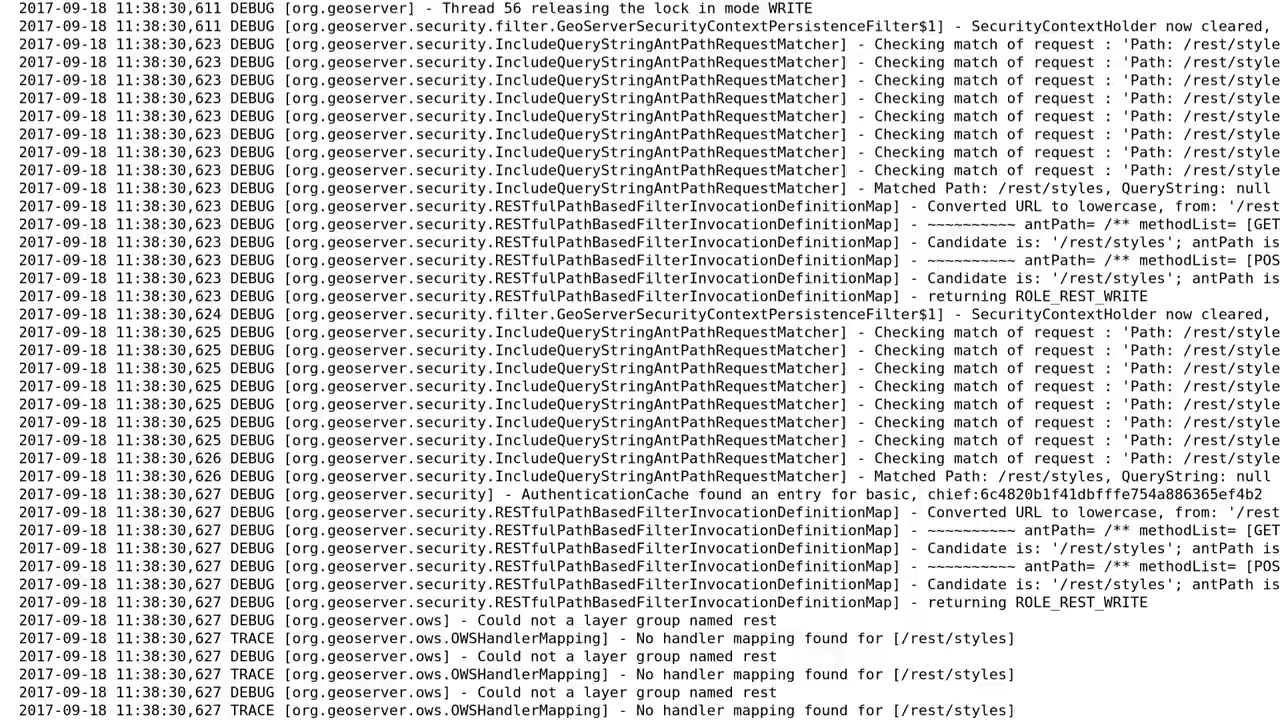 2017-09-18 11:38:30,611 DEBUG [org.geoserver] - Thread 56 releasing the lock in mode WRITE
2017-09-18 11:38:30,611 DEBUG [org.geoserver.security.filter.GeoServerSecurityContextPersistenceFilter$1] - SecurityContextHolder now cleared,
2017-09-18 11:38:30,623 DEBUG [org.geoserver.security.IncludeQueryStringAntPathRequestMatcher] - Checking match of request : 'Path: /rest/style
2017-09-18 11:38:30,623 DEBUG [org.geoserver.security.IncludeQueryStringAntPathRequestMatcher] - Checking match of request : 'Path: /rest/style
2017-09-18 11:38:30,623 DEBUG [org.geoserver.security.IncludeQueryStringAntPathRequestMatcher] - Checking match of request : 'Path: /rest/style
2017-09-18 11:38:30,623 DEBUG [org.geoserver.security.IncludeQueryStringAntPathRequestMatcher] - Checking match of request : 'Path: /rest/style
2017-09-18 11:38:30,623 DEBUG [org.geoserver.security.IncludeQueryStringAntPathRequestMatcher] - Checking match of request : 'Path: /rest/style
2017-09-18 11:38:30,623 DEBUG [org.geoserver.security.IncludeQueryStringAntPathRequestMatcher] - Checking match of request : 'Path: /rest/style
2017-09-18 11:38:30,623 DEBUG [org.geoserver.security.IncludeQueryStringAntPathRequestMatcher] - Checking match of request : 'Path: /rest/style
2017-09-18 11:38:30,623 DEBUG [org.geoserver.security.IncludeQueryStringAntPathRequestMatcher] - Checking match of request : 'Path: /rest/style
2017-09-18 11:38:30,623 DEBUG [org.geoserver.security.IncludeQueryStringAntPathRequestMatcher] - Matched Path: /rest/styles, QueryString: null
2017-09-18 11:38:30,623 DEBUG [org.geoserver.security.RESTfulPathBasedFilterInvocationDefinitionMap] - Converted URL to lowercase, from: '/rest
2017-09-18 11:38:30,623 DEBUG [org.geoserver.security.RESTfulPathBasedFilterInvocationDefinitionMap] - ~~~~~~~~~~ antPath= /** methodList= [GET
2017-09-18 11:38:30,623 DEBUG [org.geoserver.security.RESTfulPathBasedFilterInvocationDefinitionMap] - Candidate is: '/rest/styles'; antPath is
2017-09-18 11:38:30,623 DEBUG [org.geoserver.security.RESTfulPathBasedFilterInvocationDefinitionMap] - ~~~~~~~~~~ antPath= /** methodList= [POS
2017-09-18 11:38:30,623 DEBUG [org.geoserver.security.RESTfulPathBasedFilterInvocationDefinitionMap] - Candidate is: '/rest/styles'; antPath is
2017-09-18 11:38:30,623 DEBUG [org.geoserver.security.RESTfulPathBasedFilterInvocationDefinitionMap] - returning ROLE_REST_WRITE
2017-09-18 11:38:30,624 DEBUG [org.geoserver.security.filter.GeoServerSecurityContextPersistenceFilter$1] - SecurityContextHolder now cleared,
2017-09-18 11:38:30,625 DEBUG [org.geoserver.security.IncludeQueryStringAntPathRequestMatcher] - Checking match of request : 'Path: /rest/style
2017-09-18 11:38:30,625 DEBUG [org.geoserver.security.IncludeQueryStringAntPathRequestMatcher] - Checking match of request : 'Path: /rest/style
2017-09-18 11:38:30,625 DEBUG [org.geoserver.security.IncludeQueryStringAntPathRequestMatcher] - Checking match of request : 'Path: /rest/style
2017-09-18 11:38:30,625 DEBUG [org.geoserver.security.IncludeQueryStringAntPathRequestMatcher] - Checking match of request : 'Path: /rest/style
2017-09-18 11:38:30,625 DEBUG [org.geoserver.security.IncludeQueryStringAntPathRequestMatcher] - Checking match of request : 'Path: /rest/style
2017-09-18 11:38:30,625 DEBUG [org.geoserver.security.IncludeQueryStringAntPathRequestMatcher] - Checking match of request : 'Path: /rest/style
2017-09-18 11:38:30,625 DEBUG [org.geoserver.security.IncludeQueryStringAntPathRequestMatcher] - Checking match of request : 'Path: /rest/style
2017-09-18 11:38:30,626 DEBUG [org.geoserver.security.IncludeQueryStringAntPathRequestMatcher] - Checking match of request : 'Path: /rest/style
2017-09-18 11:38:30,626 DEBUG [org.geoserver.security.IncludeQueryStringAntPathRequestMatcher] - Matched Path: /rest/styles, QueryString: null
2017-09-18 11:38:30,627 DEBUG [org.geoserver.security] - AuthenticationCache found an entry for basic, chief:6c4820b1f41dbfffe754a886365ef4b2
2017-09-18 11:38:30,627 DEBUG [org.geoserver.security.RESTfulPathBasedFilterInvocationDefinitionMap] - Converted URL to lowercase, from: '/rest
2017-09-18 11:38:30,627 DEBUG [org.geoserver.security.RESTfulPathBasedFilterInvocationDefinitionMap] - ~~~~~~~~~~ antPath= /** methodList= [GET
2017-09-18 11:38:30,627 DEBUG [org.geoserver.security.RESTfulPathBasedFilterInvocationDefinitionMap] - Candidate is: '/rest/styles'; antPath is
2017-09-18 11:38:30,627 DEBUG [org.geoserver.security.RESTfulPathBasedFilterInvocationDefinitionMap] - ~~~~~~~~~~ antPath= /** methodList= [POS
2017-09-18 11:38:30,627 DEBUG [org.geoserver.security.RESTfulPathBasedFilterInvocationDefinitionMap] - Candidate is: '/rest/styles'; antPath is
2017-09-18 11:38:30,627 DEBUG [org.geoserver.security.RESTfulPathBasedFilterInvocationDefinitionMap] - returning ROLE_REST_WRITE
2017-09-18 11:38:30,627 DEBUG [org.geoserver.ows] - Could not a layer group named rest
2017-09-18 11:38:30,627 TRACE [org.geoserver.ows.OWSHandlerMapping] - No handler mapping found for [/rest/styles]
2017-09-18 11:38:30,627 DEBUG [org.geoserver.ows] - Could not a layer group named rest
2017-09-18 11:38:30,627 TRACE [org.geoserver.ows.OWSHandlerMapping] - No handler mapping found for [/rest/styles]
2017-09-18 11:38:30,627 DEBUG [org.geoserver.ows] - Could not a layer group named rest
2017-09-18 11:38:30,627 TRACE [org.geoserver.ows.OWSHandlerMapping] - No handler mapping found for [/rest/styles]